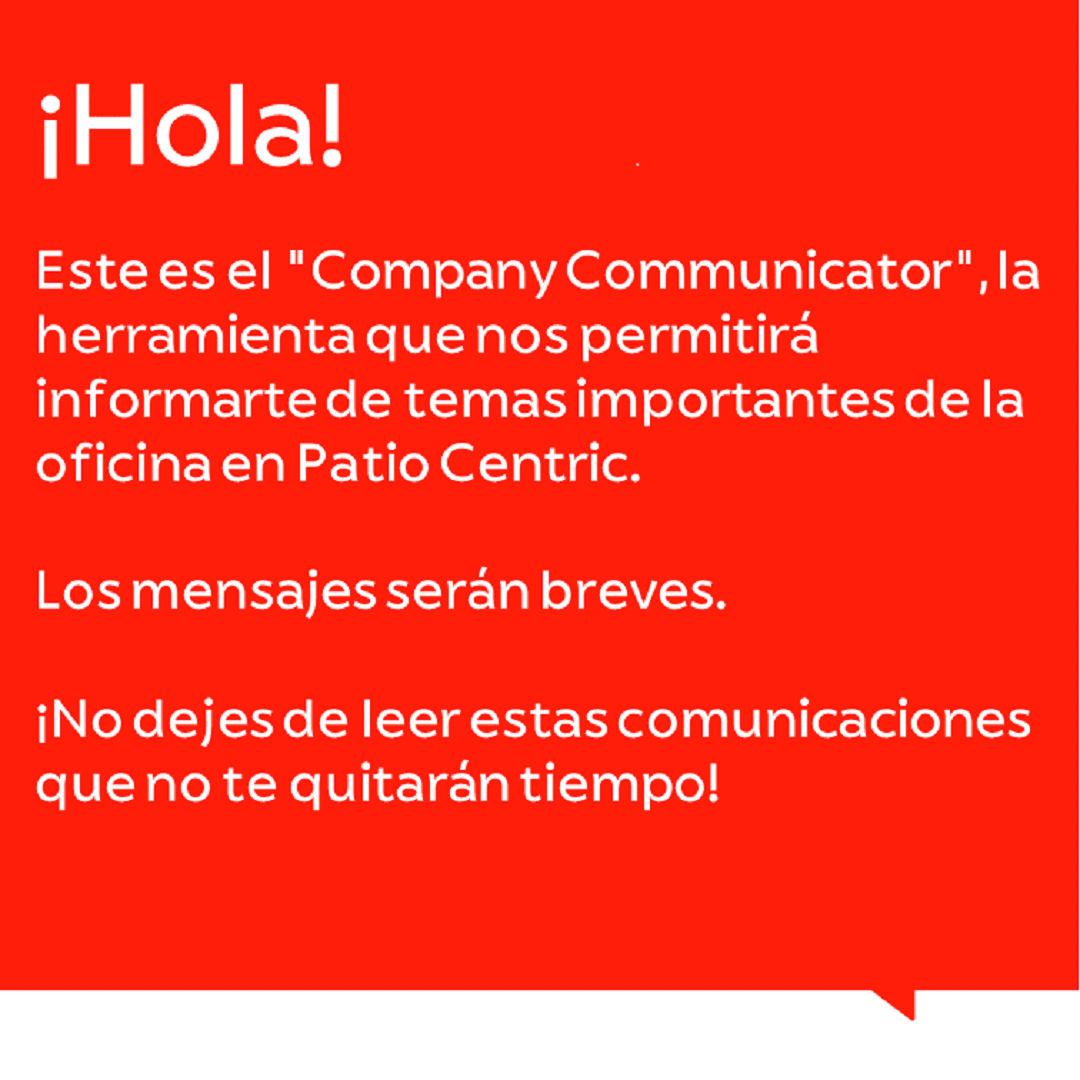 ¡Hola!
Este es el "Company Communicator", la
herramienta que nos permitirá
informarte de temas importantes de la
oficina en Patio Centric.
Los mensajes serán breves.
¡No dejes de leer estas comunicaciones
que no te quitarán tiempo!